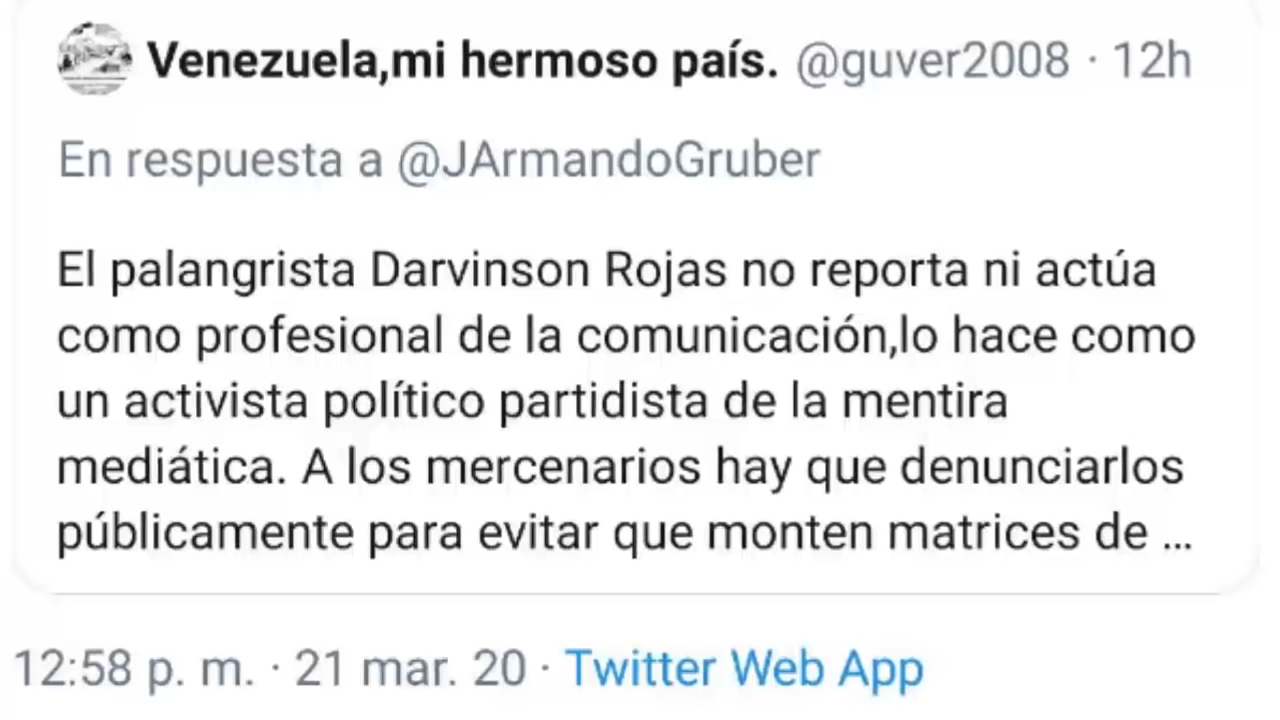 Venezuela,mi hermoso país. @guver2008 · 12h
En respuesta a @JArmandoGruber
El palangrista Darvinson Rojas no reporta ni actúa
como profesional de la comunicación,lo hace como
un activista político partidista de la mentira
mediática. A los mercenarios hay que denunciarlos
públicamente para evitar que monten matrices de ...
12:58 p. m. · 21 mar. 20 · Twitter Web App